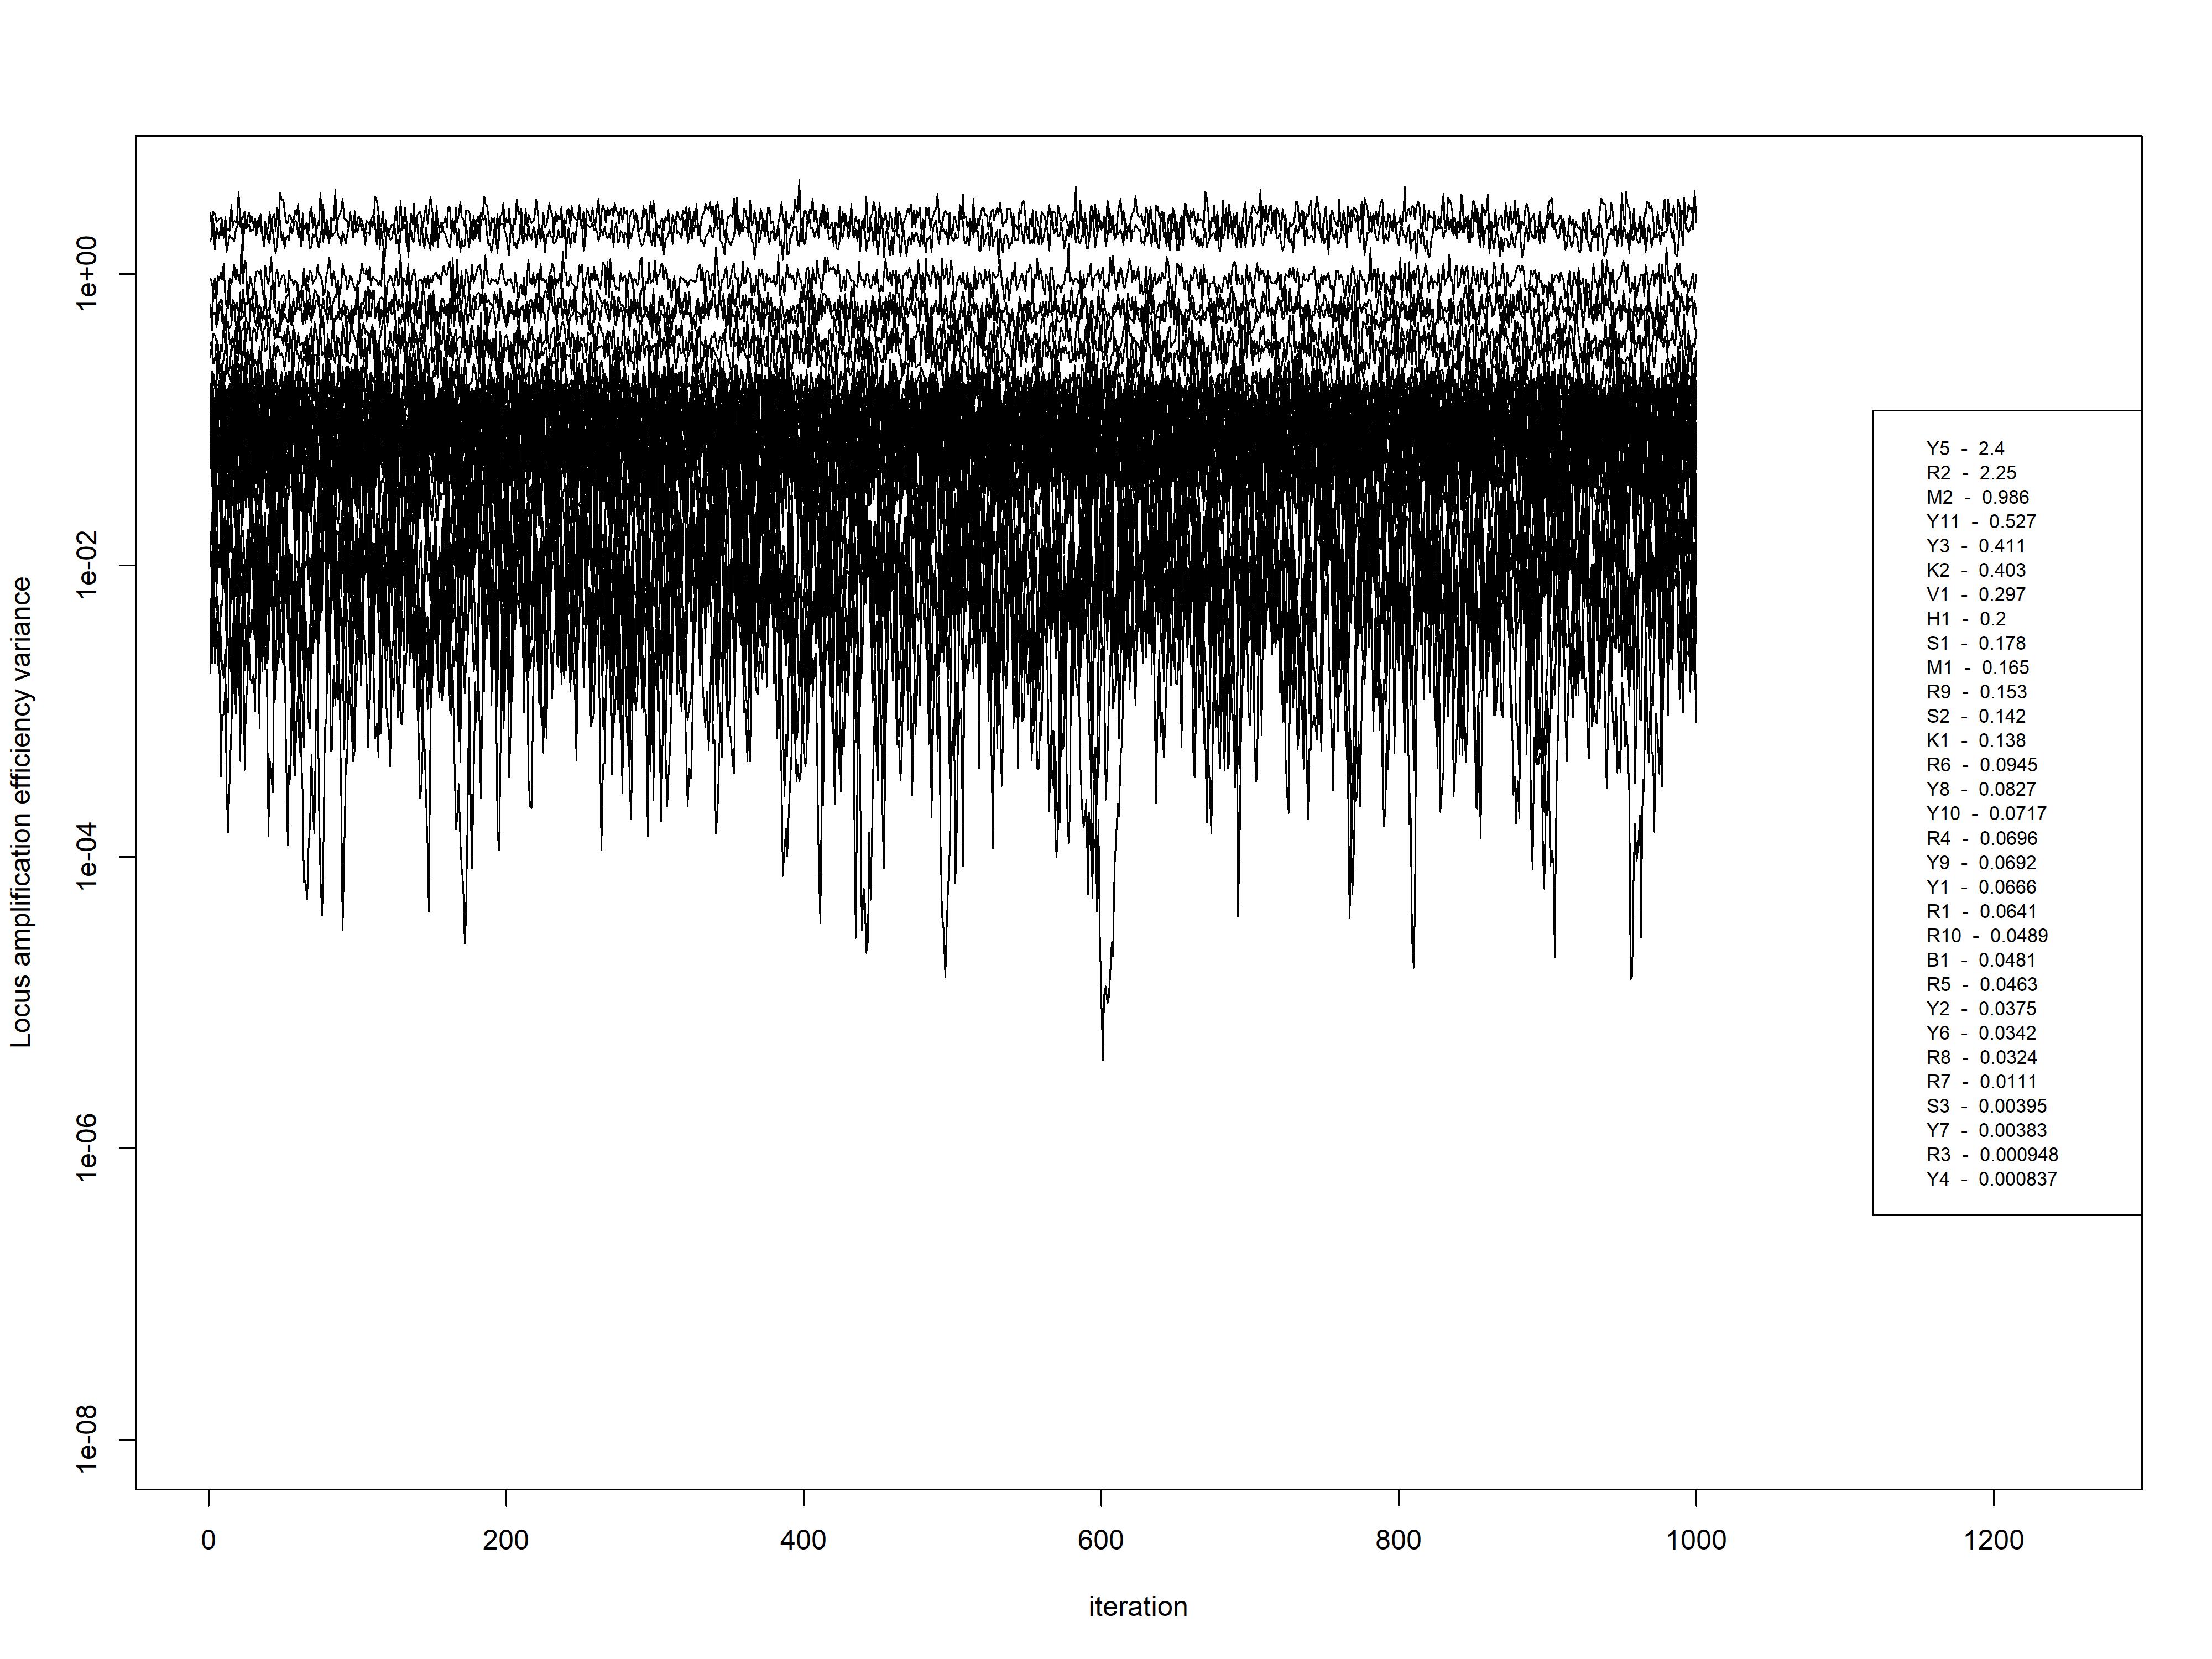 Locus amplification efficiency variance
1e+00
1e-02
1e-04
1e-06
1e-08
Y5 - 2.4
R2 - 2.25
M2 - 0.986
Y11 - 0.527
Y3 - 0.411
K2 - 0.403
V1 - 0.297
H1 - 0.2
S1 - 0.178
M1 - 0.165
R9 - 0.153
S2 - 0.142
K1 - 0.138
R6 - 0.0945
Y8 - 0.0827
Y10 - 0.0717
R4 - 0.0696
Y9 - 0.0692
Y1 - 0.0666
R1 - 0.0641
R10 - 0.0489
B1 - 0.0481
R5 - 0.0463
Y2 - 0.0375
Y6 - 0.0342
R8 - 0.0324
R7 - 0.0111
S3 - 0.00395
Y7 - 0.00383
R3 - 0.000948
Y4 - 0.000837
0 200 400 600 800 1000 1200
iteration